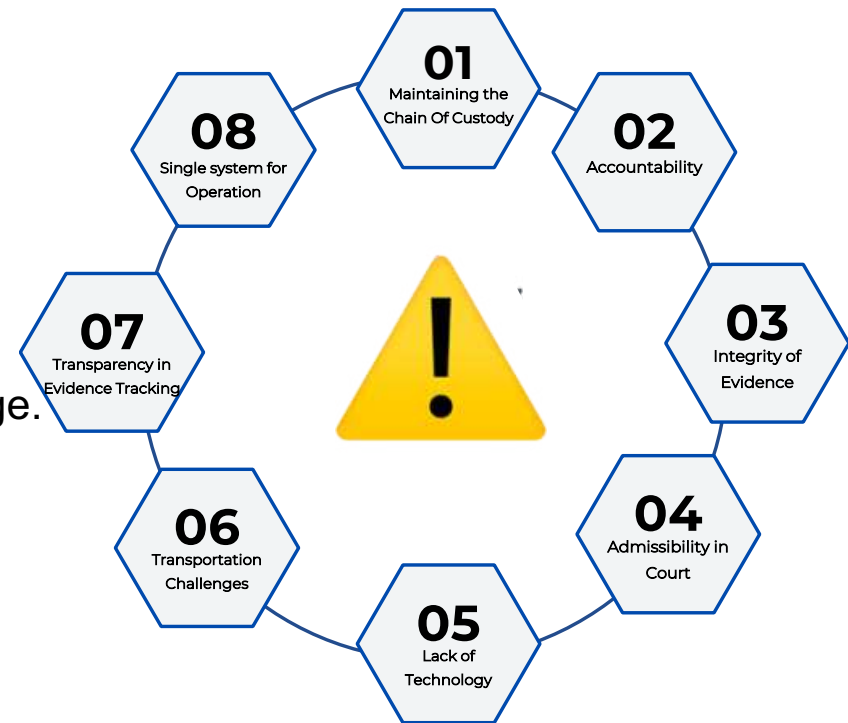 01
Maintaining the
Chain Of Custody
02
Accountability
03
Integrity of
Evidence
04
Admissibility in
Court
05
Lack of
Technology
06
Transportation
Challenges
07
Transparency in
Evidence Tracking
08
Single system for
Operation
ge.